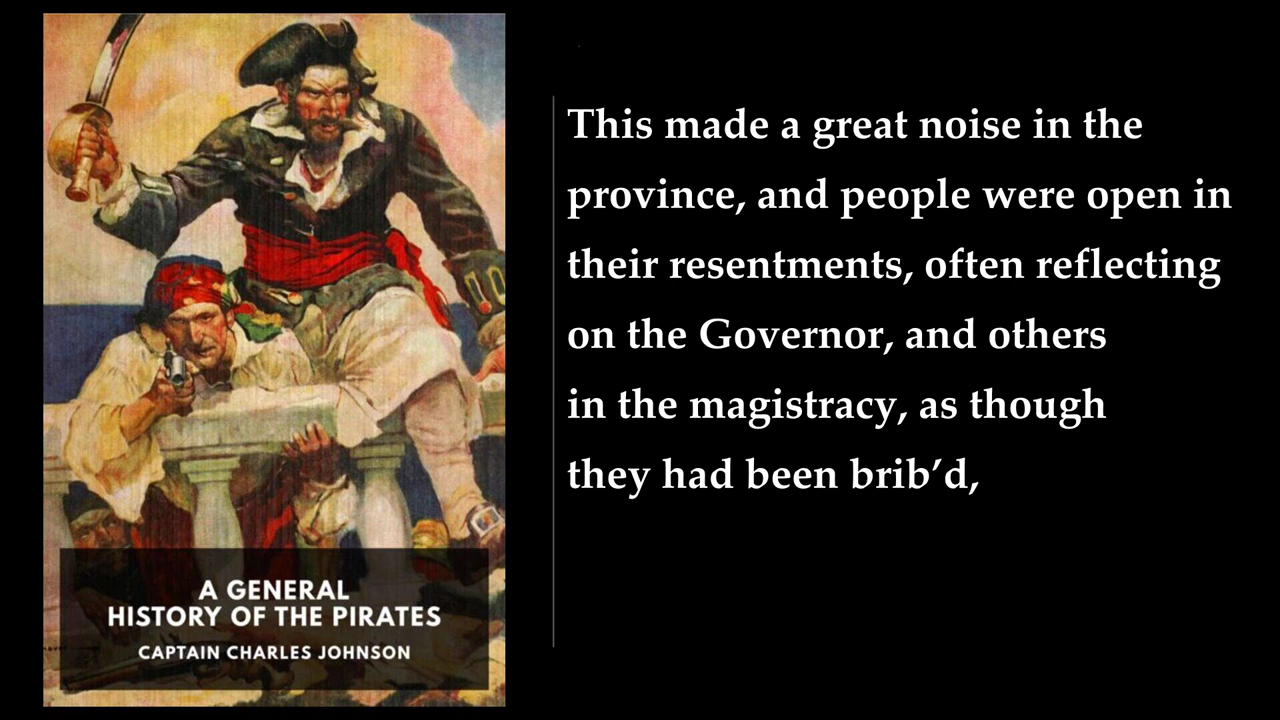 A GENERAL
HISTORY OF THE PIRATES
CAPTAIN CHARLES JOHNSON
This made a great noise in the
province, and people were open in
their resentments, often reflecting
on the Governor, and others
in the magistracy, as though
they had been brib’d,